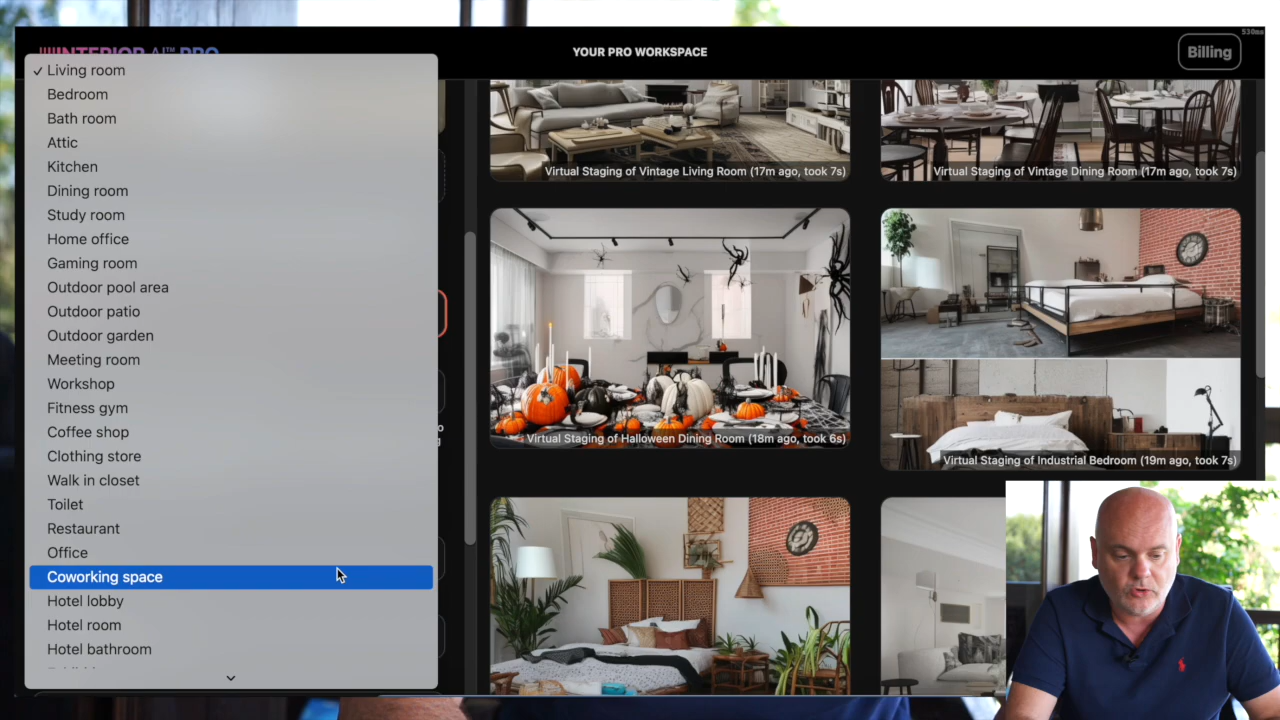 530ms
INTERIOR AI™ PRO
YOUR PRO WORKSPACE
Billing
✓ Living room
Bedroom
Bath room
Attic
Kitchen
Dining room
Study room
Home office
Gaming room
Outdoor pool area
Outdoor patio
Outdoor garden
Meeting room
Workshop
Fitness gym
Coffee shop
Clothing store
Walk in closet
Toilet
Restaurant
Office
Coworking space
Hotel lobby
Hotel room
Hotel bathroom
Virtual Staging of Vintage Living Room (17m ago, took 7s)
Virtual Staging of Vintage Dining Room (17m ago, took 7s)
Virtual Staging of Halloween Dining Room (18m ago, took 6s)
Virtual Staging of Industrial Bedroom (19m ago, took 7s)